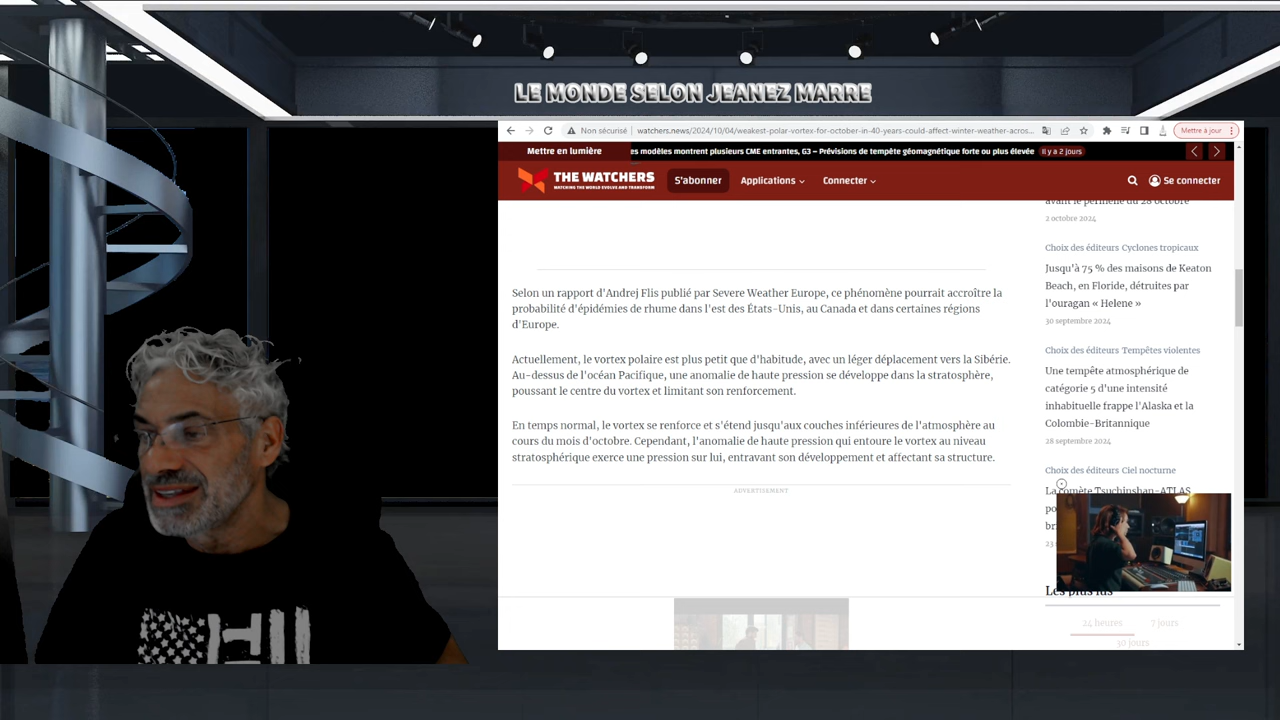 LE MONDE SELON JEANEZ MARRE
Non sécurisé watchers.news/2024/10/04/weakest-polar-vortex-for-october-in-40-years-could-affect-winter-weather-acros... Mettre à jour
Mettre en lumière es modèles montrent plusieurs CME entrantes, G3 – Prévisions de tempête géomagnétique forte ou plus élevée Il y a 2 jours
THE WATCHERS
WATCHING THE WORLD EVOLVE AND TRANSFORM
S'abonner Applications Connecter Se connecter
Selon un rapport d'Andrej Flis publié par Severe Weather Europe, ce phénomène pourrait accroître la
probabilité d'épidémies de rhume dans l'est des États-Unis, au Canada et dans certaines régions
d'Europe.
Actuellement, le vortex polaire est plus petit que d'habitude, avec un léger déplacement vers la Sibérie.
Au-dessus de l'océan Pacifique, une anomalie de haute pression se développe dans la stratosphère,
poussant le centre du vortex et limitant son renforcement.
En temps normal, le vortex se renforce et s'étend jusqu'aux couches inférieures de l'atmosphère au
cours du mois d'octobre. Cependant, l'anomalie de haute pression qui entoure le vortex au niveau
stratosphérique exerce une pression sur lui, entravant son développement et affectant sa structure.
ADVERTISEMENT
avant le périhélie du 28 octobre
2 octobre 2024
Choix des éditeurs Cyclones tropicaux
Jusqu'à 75 % des maisons de Keaton
Beach, en Floride, détruites par
l'ouragan « Helene »
30 septembre 2024
Choix des éditeurs Tempêtes violentes
Une tempête atmosphérique de
catégorie 5 d'une intensité
inhabituelle frappe l'Alaska et la
Colombie-Britannique
28 septembre 2024
Choix des éditeurs Ciel nocturne
La comète Tsuchinshan-ATLAS
po
br
23
Les plus lus
24 heures 7 jours
30 jours